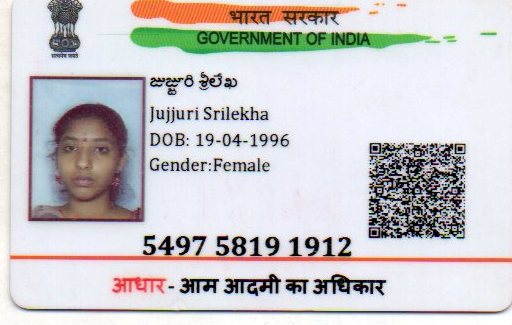 भारत सरकार
GOVERNMENT OF INDIA
జుజ్జూరి శ్రీలేఖ
Jujjuri Srilekha
DOB: 19-04-1996
Gender:Female
5497 5819 1912
आधार - आम आदमी का अधिकार